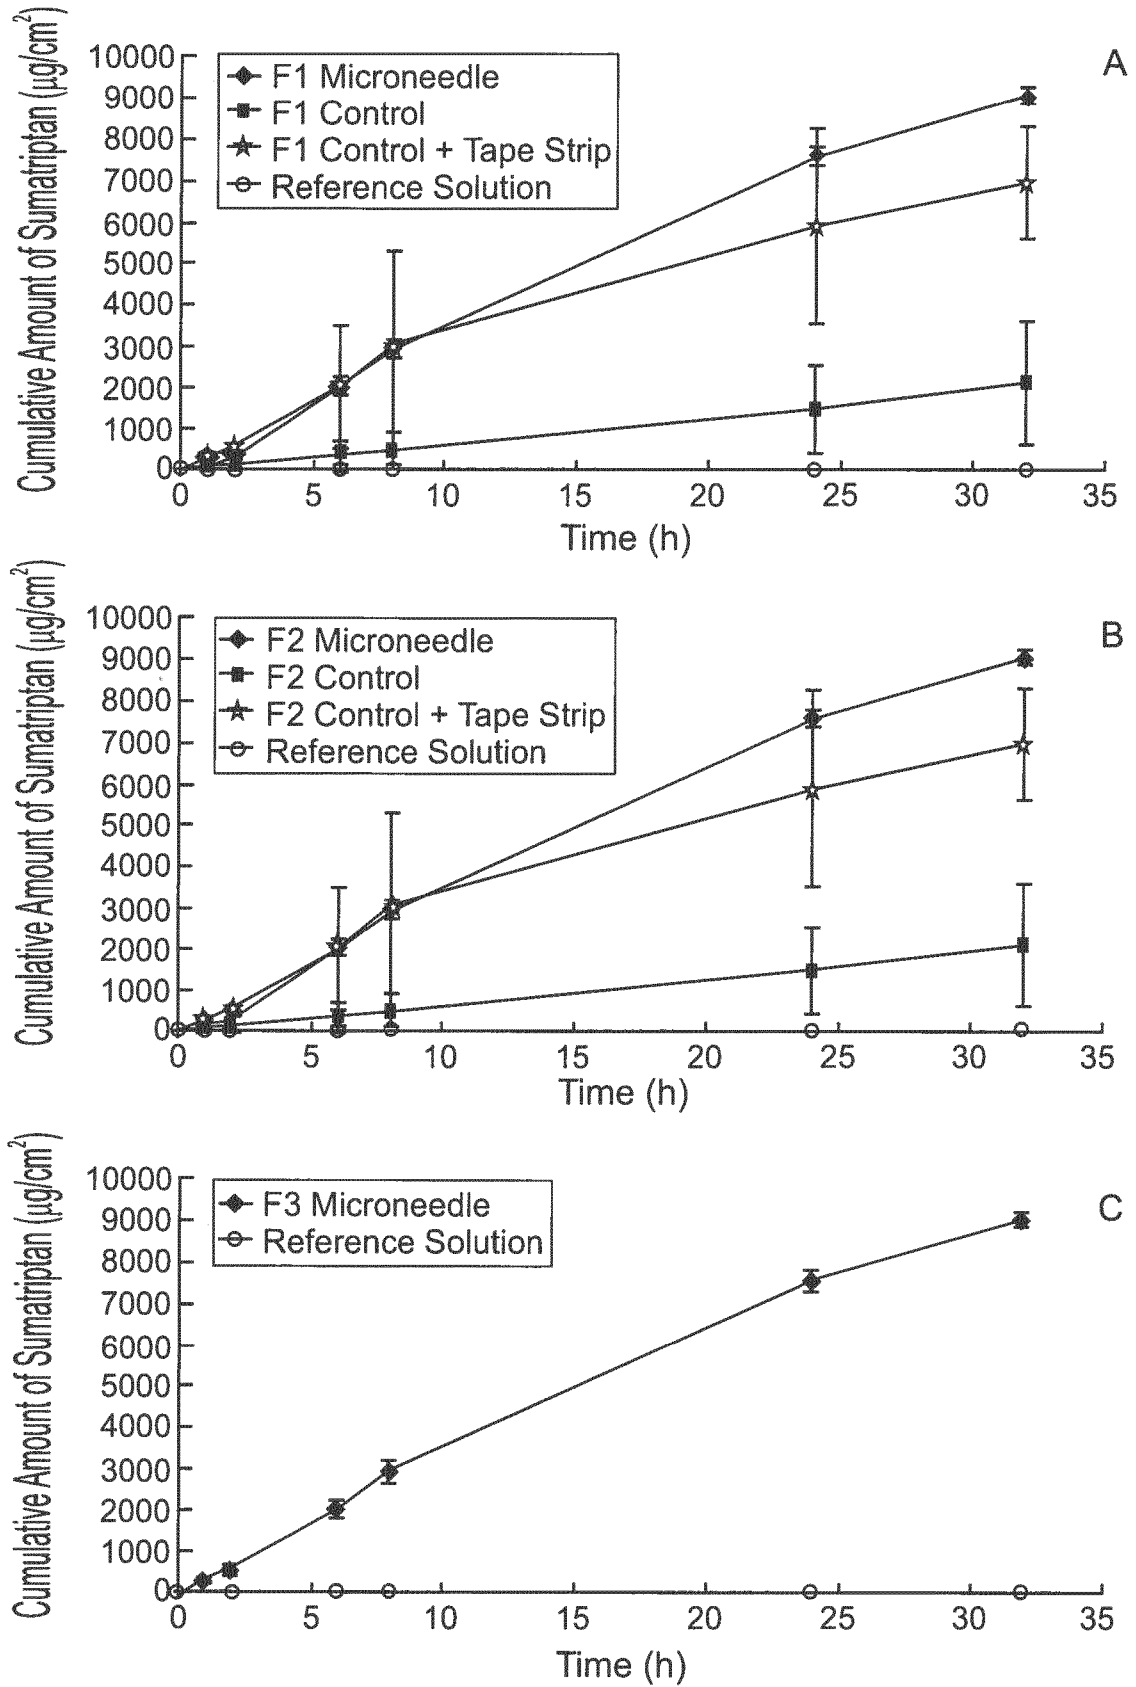 Cumulative Amount of Sumatriptan (μg/cm²)
A
10000
9000
8000
7000
6000
5000
4000
3000
2000
1000
0
F1 Microneedle
F1 Control
F1 Control + Tape Strip
Reference Solution
0 5 10 15 20 25 30 35
Time (h)
Cumulative Amount of Sumatriptan (μg/cm²)
B
10000
9000
8000
7000
6000
5000
4000
3000
2000
1000
0
F2 Microneedle
F2 Control
F2 Control + Tape Strip
Reference Solution
0 5 10 15 20 25 30 35
Time (h)
Cumulative Amount of Sumatriptan (μg/cm²)
C
10000
9000
8000
7000
6000
5000
4000
3000
2000
1000
0
F3 Microneedle
Reference Solution
0 5 10 15 20 25 30 35
Time (h)